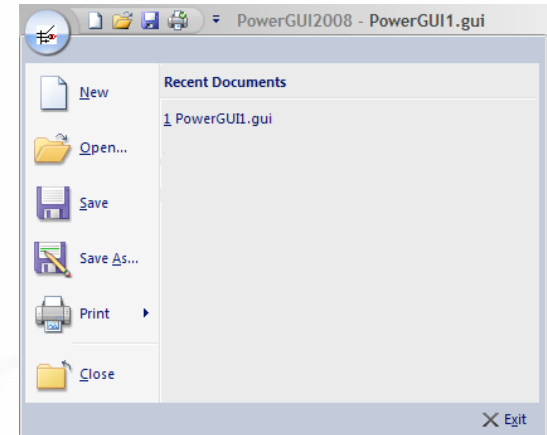 PowerGUI2008 - PowerGUI1.gui
New
Open...
Save
Save As...
Print
Close
Recent Documents
1 PowerGUI1.gui
Exit